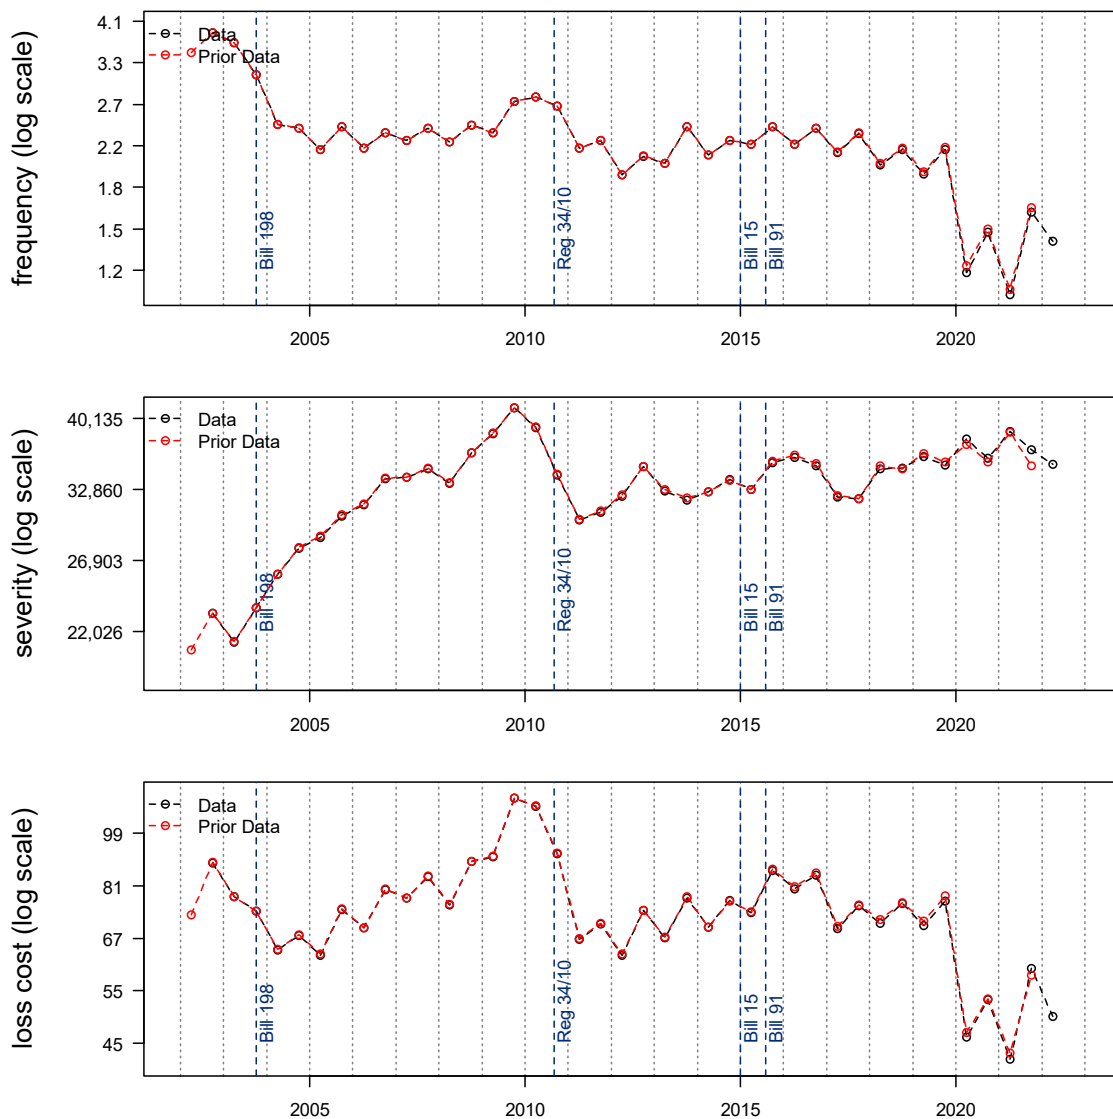 frequency (log scale)
4.1
3.3
2.7
2.2
1.8
1.5
1.2
Data
Prior Data
Bill 198
Reg 34/10
Bill 15
Bill 91
2005
2010
2015
2020
severity (log scale)
40,135
32,860
26,903
22,026
Data
Prior Data
Bill 198
Reg 34/10
Bill 15
Bill 91
2005
2010
2015
2020
loss cost (log scale)
99
81
67
55
45
Data
Prior Data
Bill 198
Reg 34/10
Bill 15
Bill 91
2005
2010
2015
2020